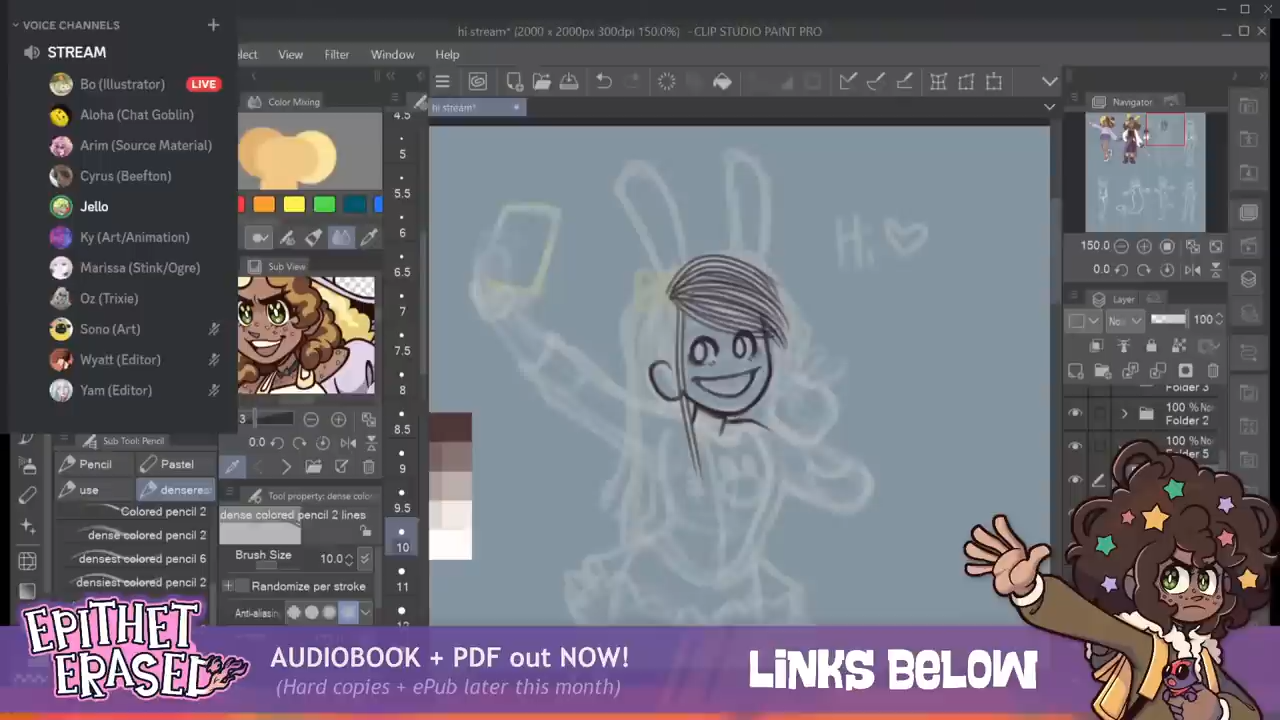 VOICE CHANNELS
STREAM
Bo (Illustrator) LIVE
Aloha (Chat Goblin)
Arim (Source Material)
Cyrus (Beefton)
Jello
Ky (Art/Animation)
Marissa (Stink/Ogre)
Oz (Trixie)
Sono (Art)
Wyatt (Editor)
Yam (Editor)
hi stream* (2000 x 2000px 300dpi 150.0%) - CLIP STUDIO PAINT PRO
lect View Filter Window Help
Color Mixing
hi stream*
Navigator
4.5
5
5.5
6
6.5
7
7.5
8
8.5
9
9.5
10
11
Sub View
3
0.0
Hi
150.0
0.0
Layer
No 100
Folder 3
100 % No
Folder 2
100 % No
Folder 5
Sub Tool: Pencil
Pencil Pastel
use denseres
Colored pencil 2
dense colored pencil 2
densest colored pencil 6
densiest colored pencil 2
Tool property: dense color
dense colored pencil 2 lines
Brush Size 10.0
Randomize per stroke
Anti-aliasin
EPITHET
ERASED
AUDIOBOOK + PDF out NOW!
(Hard copies + ePub later this month)
LINKS BELOW